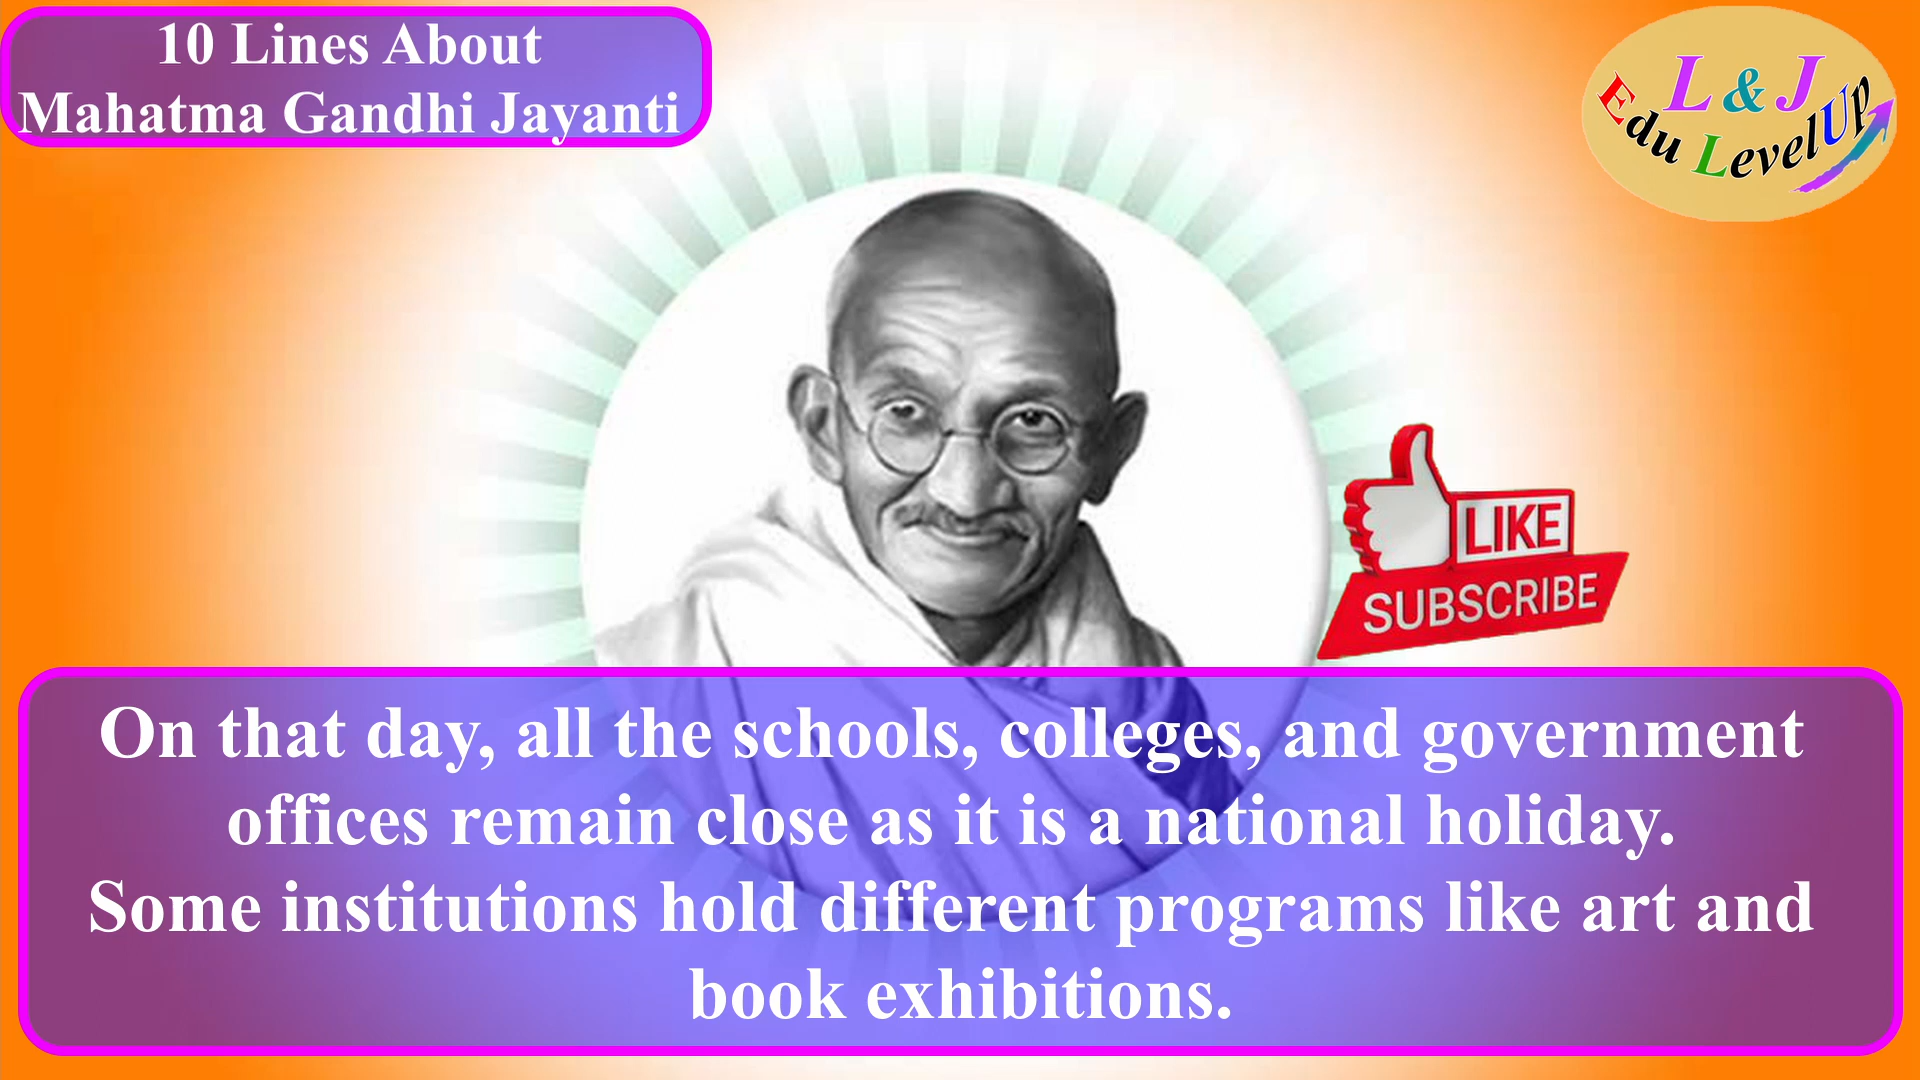 10 Lines About
Mahatma Gandhi Jayanti
L & J
Edu LevelUp
LIKE
SUBSCRIBE
On that day, all the schools, colleges, and government
offices remain close as it is a national holiday.
Some institutions hold different programs like art and
book exhibitions.